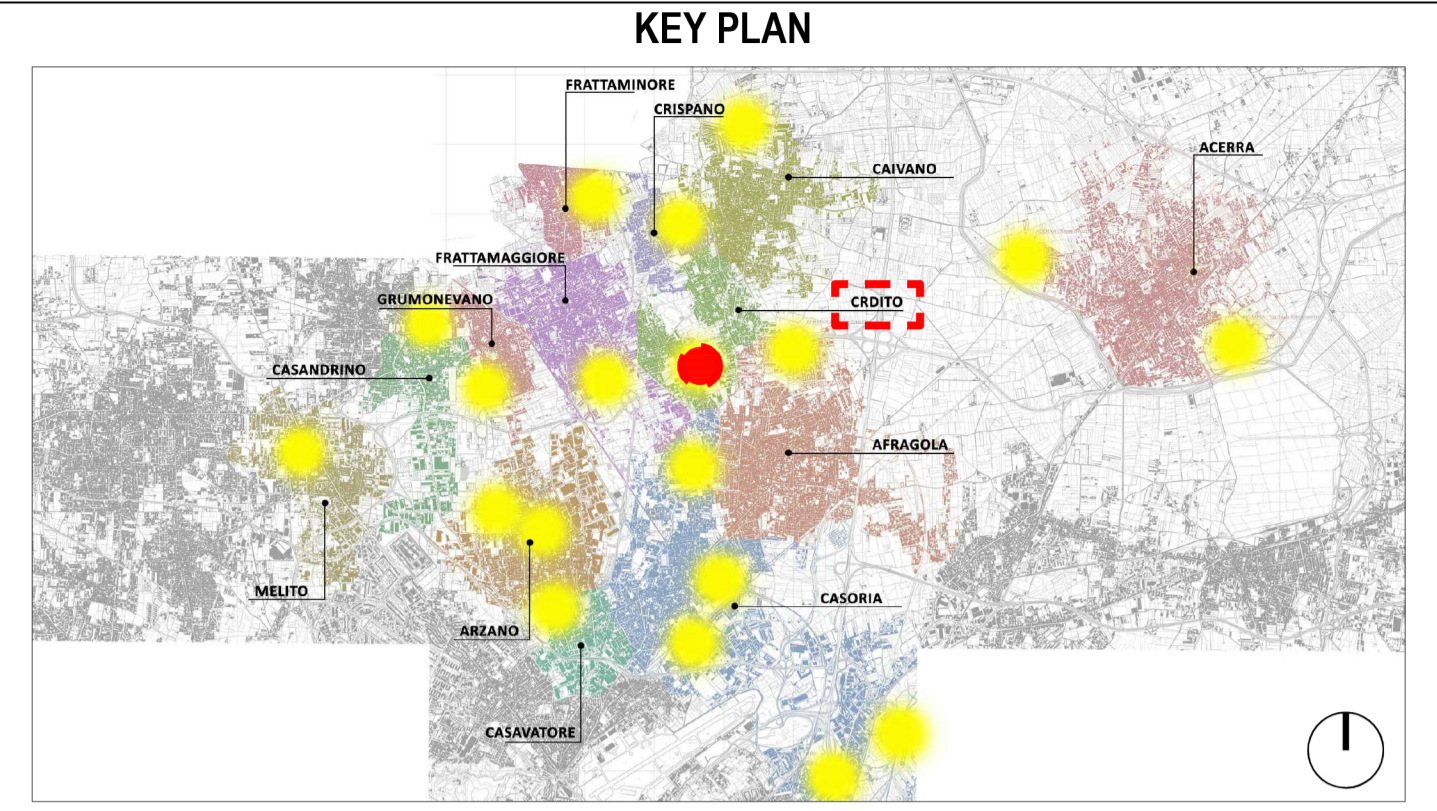 KEY PLAN
FRATTAMINORE
CRISPANO
ACERRA
CAIVANO
FRATTAMAGGIORE
GRUMONEVANO
CRDITO
CASANDRINO
AFRAGOLA
MELITO
CASORIA
ARZANO
CASAVATORE